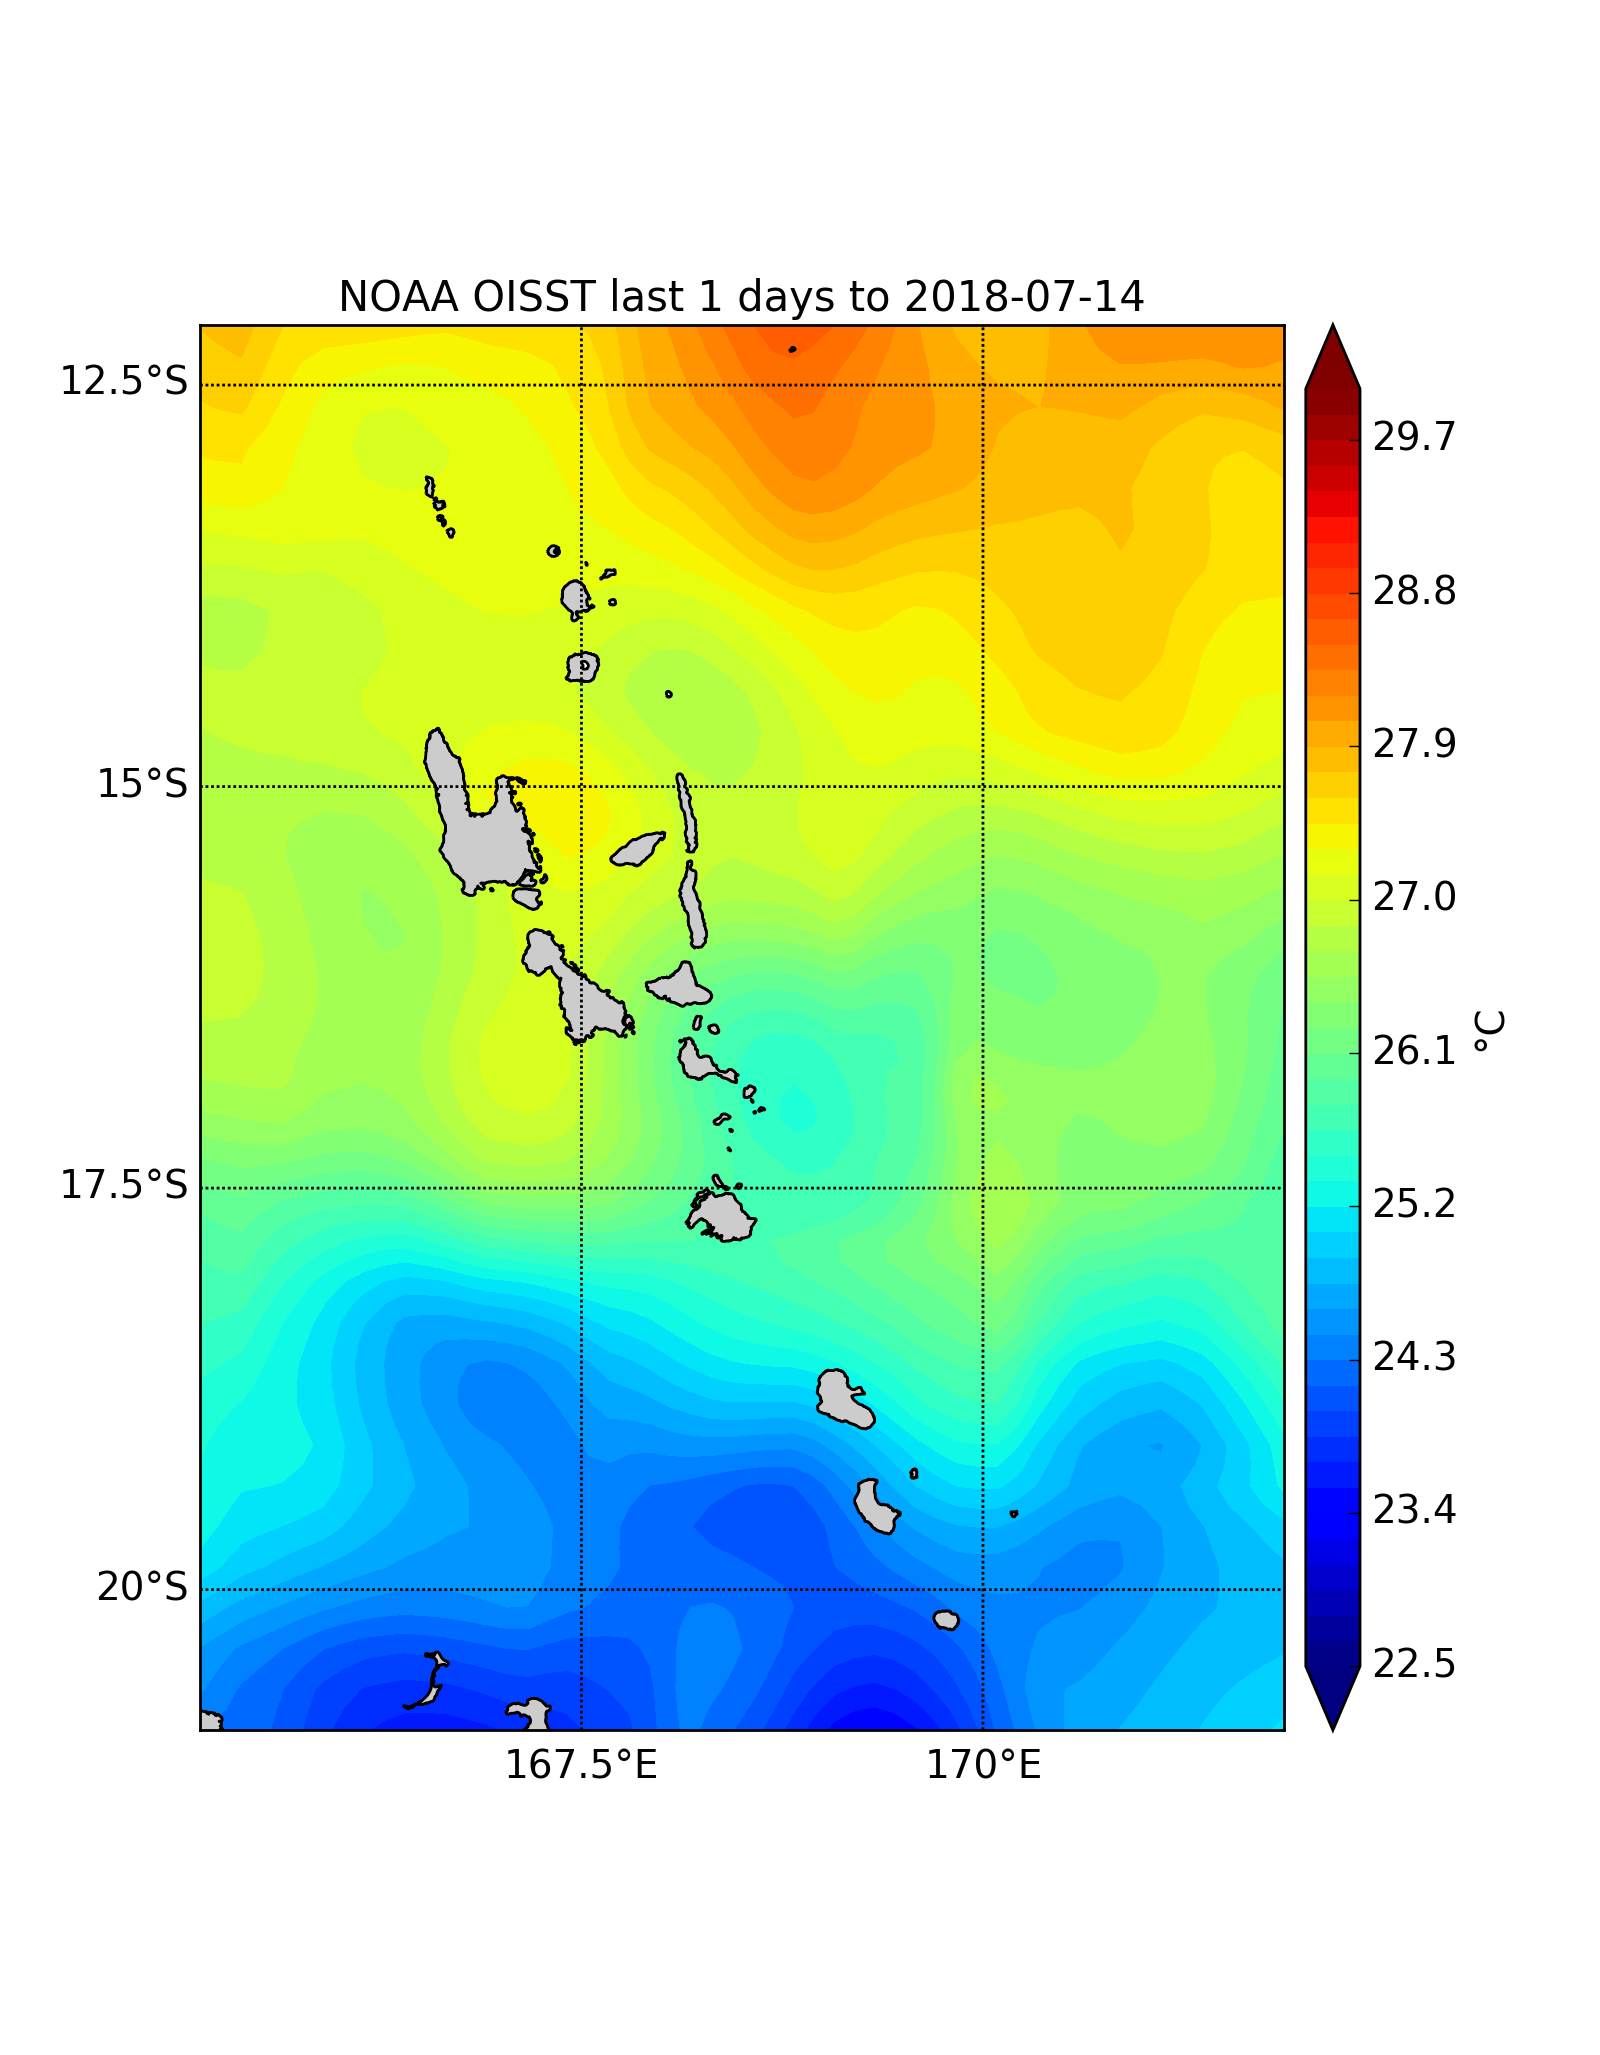 NOAA OISST last 1 days to 2018-07-14
12.5°S
15°S
17.5°S
20°S
167.5°E
170°E
29.7
28.8
27.9
27.0
26.1
25.2
24.3
23.4
22.5
°C